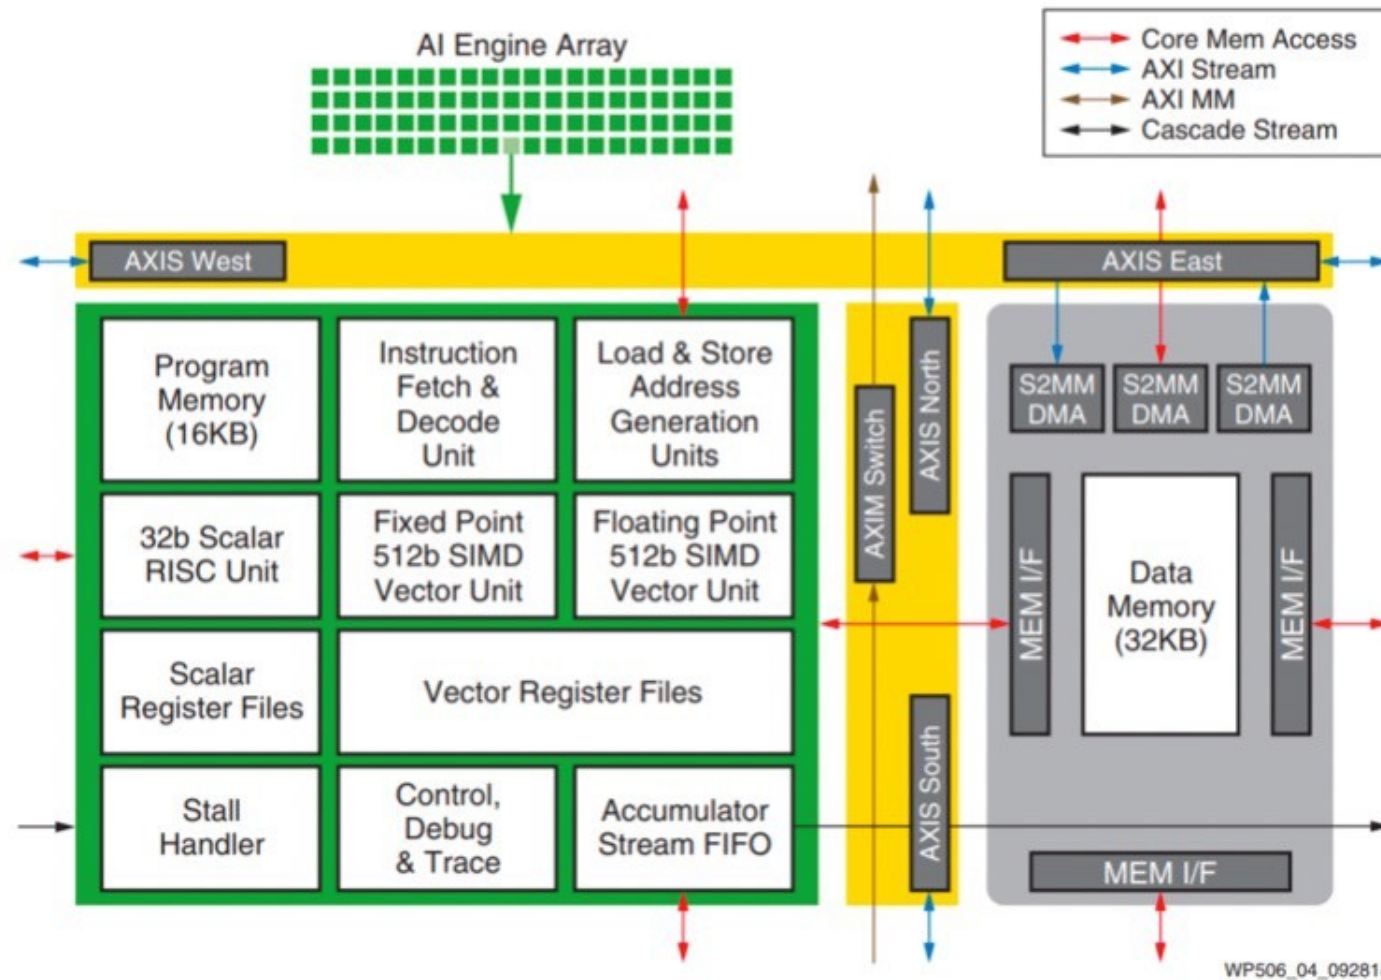 AI Engine Array
Core Mem Access
AXI Stream
AXI MM
Cascade Stream
AXIS West
AXIS East
Program
Memory
(16KB)
Instruction
Fetch &
Decode
Unit
Load & Store
Address
Generation
Units
32b Scalar
RISC Unit
Fixed Point
512b SIMD
Vector Unit
Floating Point
512b SIMD
Vector Unit
Scalar
Register Files
Vector Register Files
Stall
Handler
Control,
Debug
& Trace
Accumulator
Stream FIFO
AXIM Switch
AXIS North
AXIS South
S2MM
DMA
S2MM
DMA
S2MM
DMA
MEM I/F
Data
Memory
(32KB)
MEM I/F
MEM I/F
WP506_04_09281